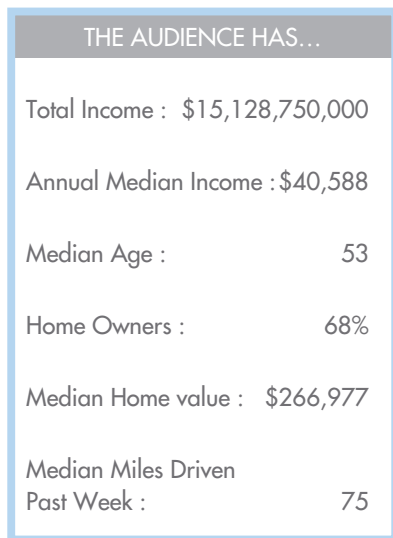 THE AUDIENCE HAS...
Total Income : $15,128,750,000
Annual Median Income : $40,588
Median Age : 53
Home Owners : 68%
Median Home value : $266,977
Median Miles Driven
Past Week : 75